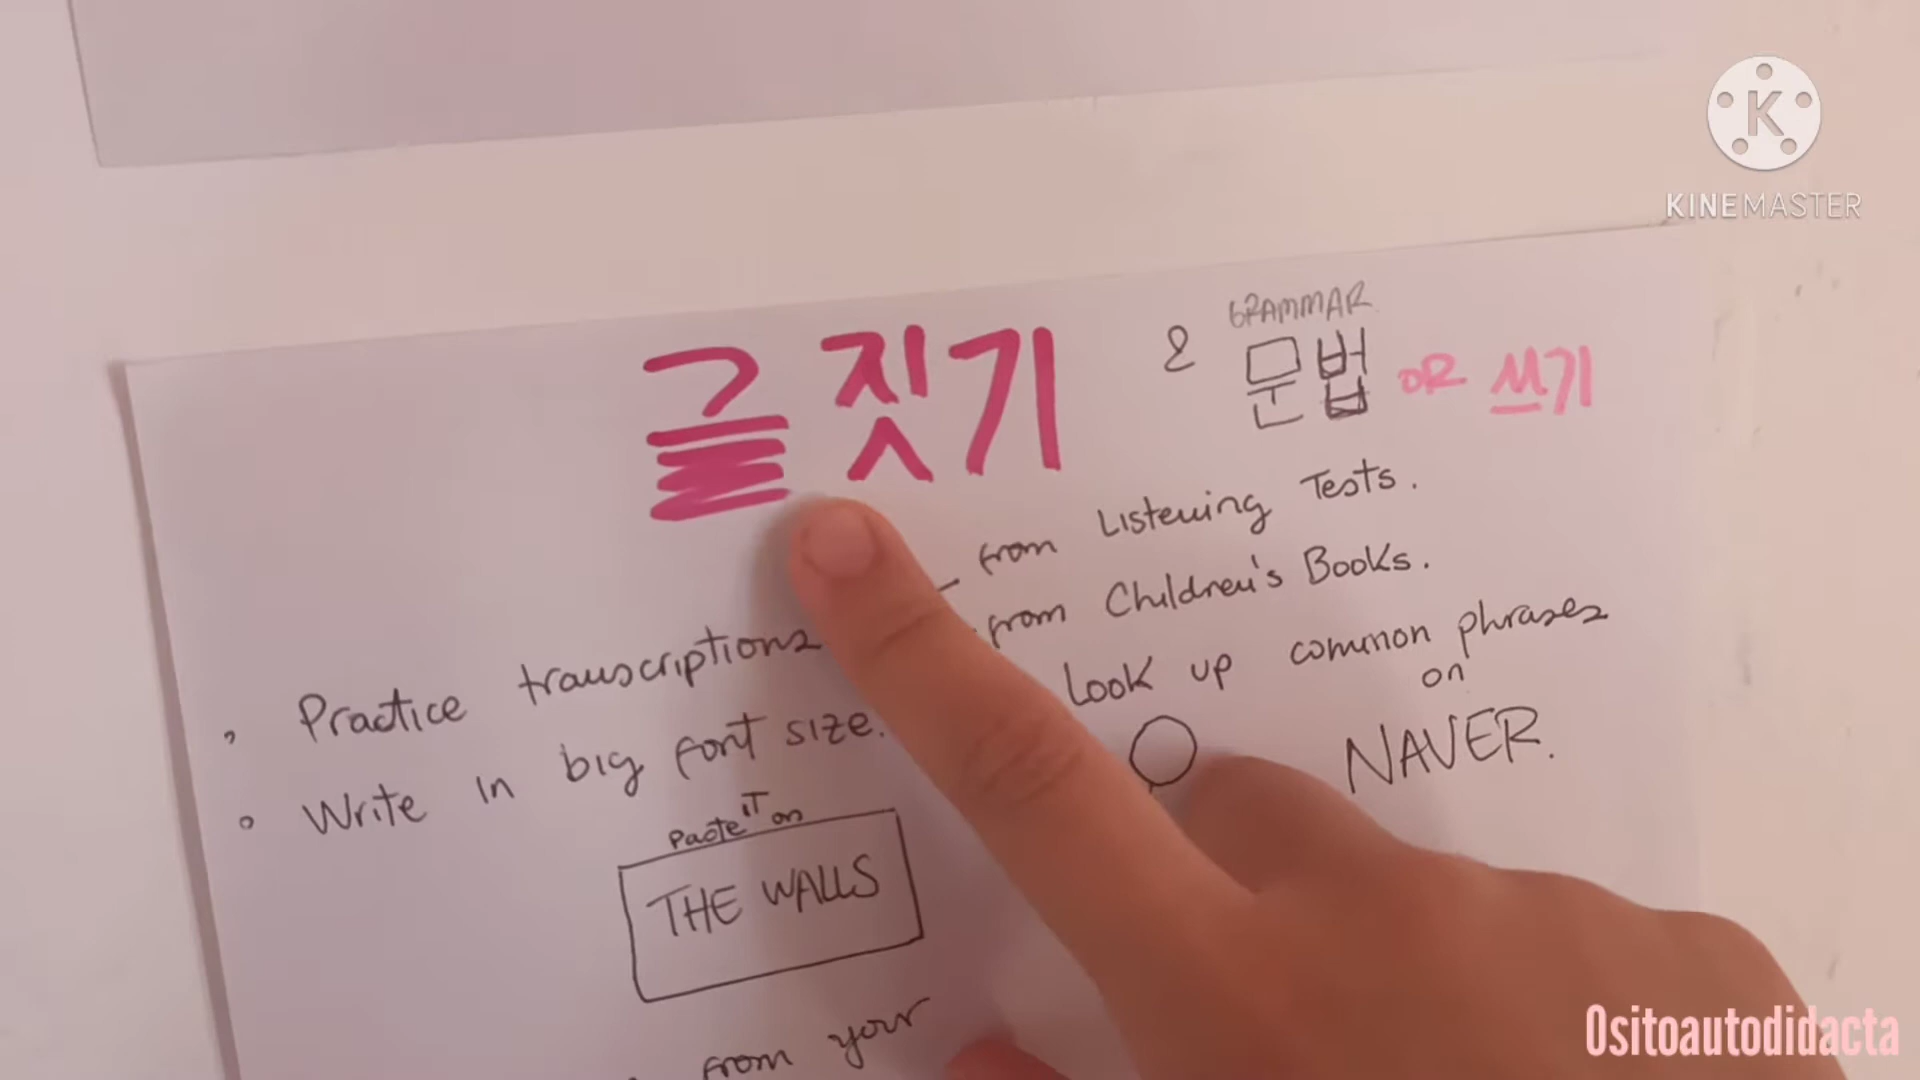 KINEMASTER
GRAMMAR
글짓기 & 문법 OR 쓰기
Practice transcriptions from Listening Tests.
from Children's Books.
Write in big font size. Look up common phrases
on
NAVER.
Paste it on
THE WALLS
from your
Ositoautodidacta